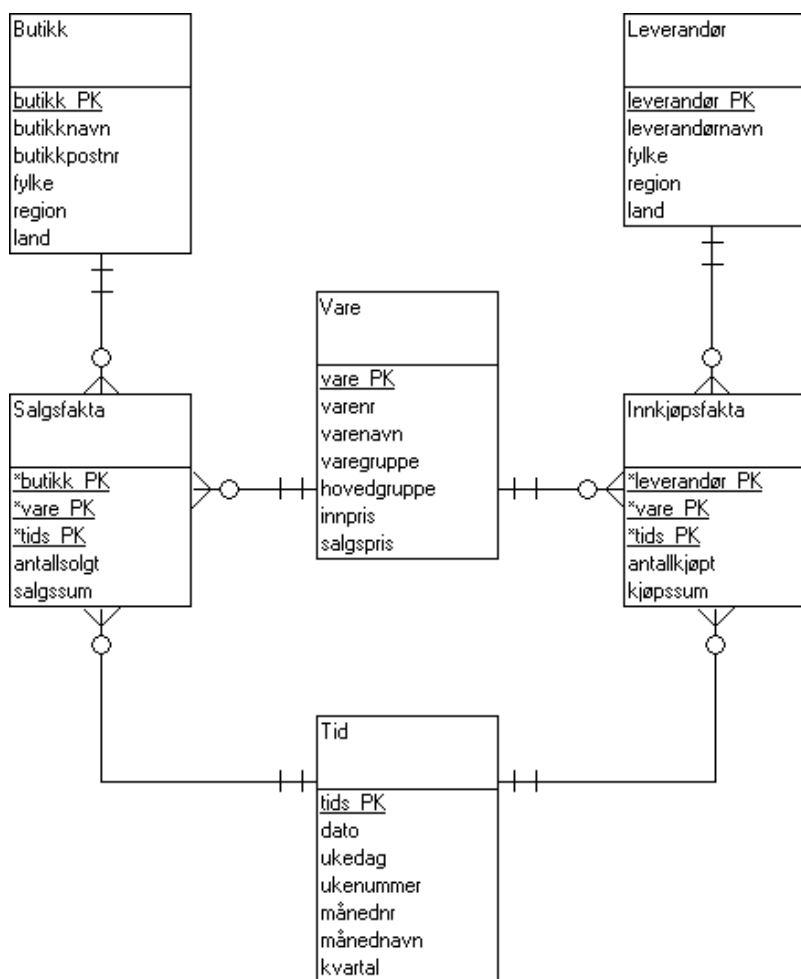 Butikk
butikk_PK
butikknavn
butikkpostnr
fylke
region
land
Leverandør
leverandør_PK
leverandørnavn
fylke
region
land
Vare
vare_PK
varenr
varenavn
varegruppe
hovedgruppe
innpris
salgspris
Salgsfakta
*butikk_PK
*vare_PK
*tids_PK
antallsolgt
salgssum
Innkjøpsfakta
*leverandør_PK
*vare_PK
*tids_PK
antallkjøpt
kjøpssum
Tid
tids_PK
dato
ukedag
ukenummer
månednr
månednavn
kvartal